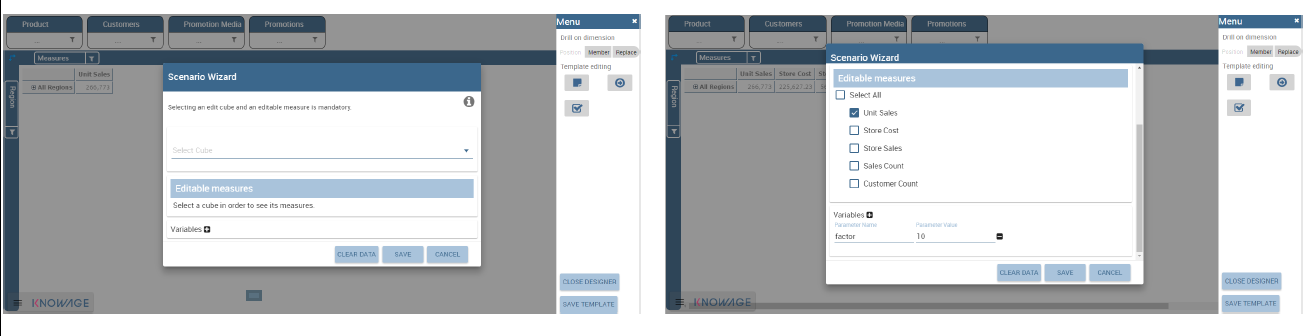 Product Customers Promotion Media Promotions
... ... ... ...
Menu
Drill on dimension
Position Member Replace
Template editing
Measures
Unit Sales
All Regions 266,773
Region
Scenario Wizard
Selecting an edit cube and an editable measure is mandatory.
Select Cube
Editable measures
Select a cube in order to see its measures.
Variables
CLEAR DATA SAVE CANCEL
CLOSE DESIGNER
SAVE TEMPLATE
KNOWAGE
Product Customers Promotion Media Promotions
... ... ... ...
Menu
Drill on dimension
Position Member Replace
Template editing
Measures
Unit Sales Store Cost
All Regions 266,773 225,627.23
Region
Scenario Wizard
Editable measures
Select All
Unit Sales
Store Cost
Store Sales
Sales Count
Customer Count
Variables
Parameter Name Parameter Value
factor 10
CLEAR DATA SAVE CANCEL
CLOSE DESIGNER
SAVE TEMPLATE
KNOWAGE